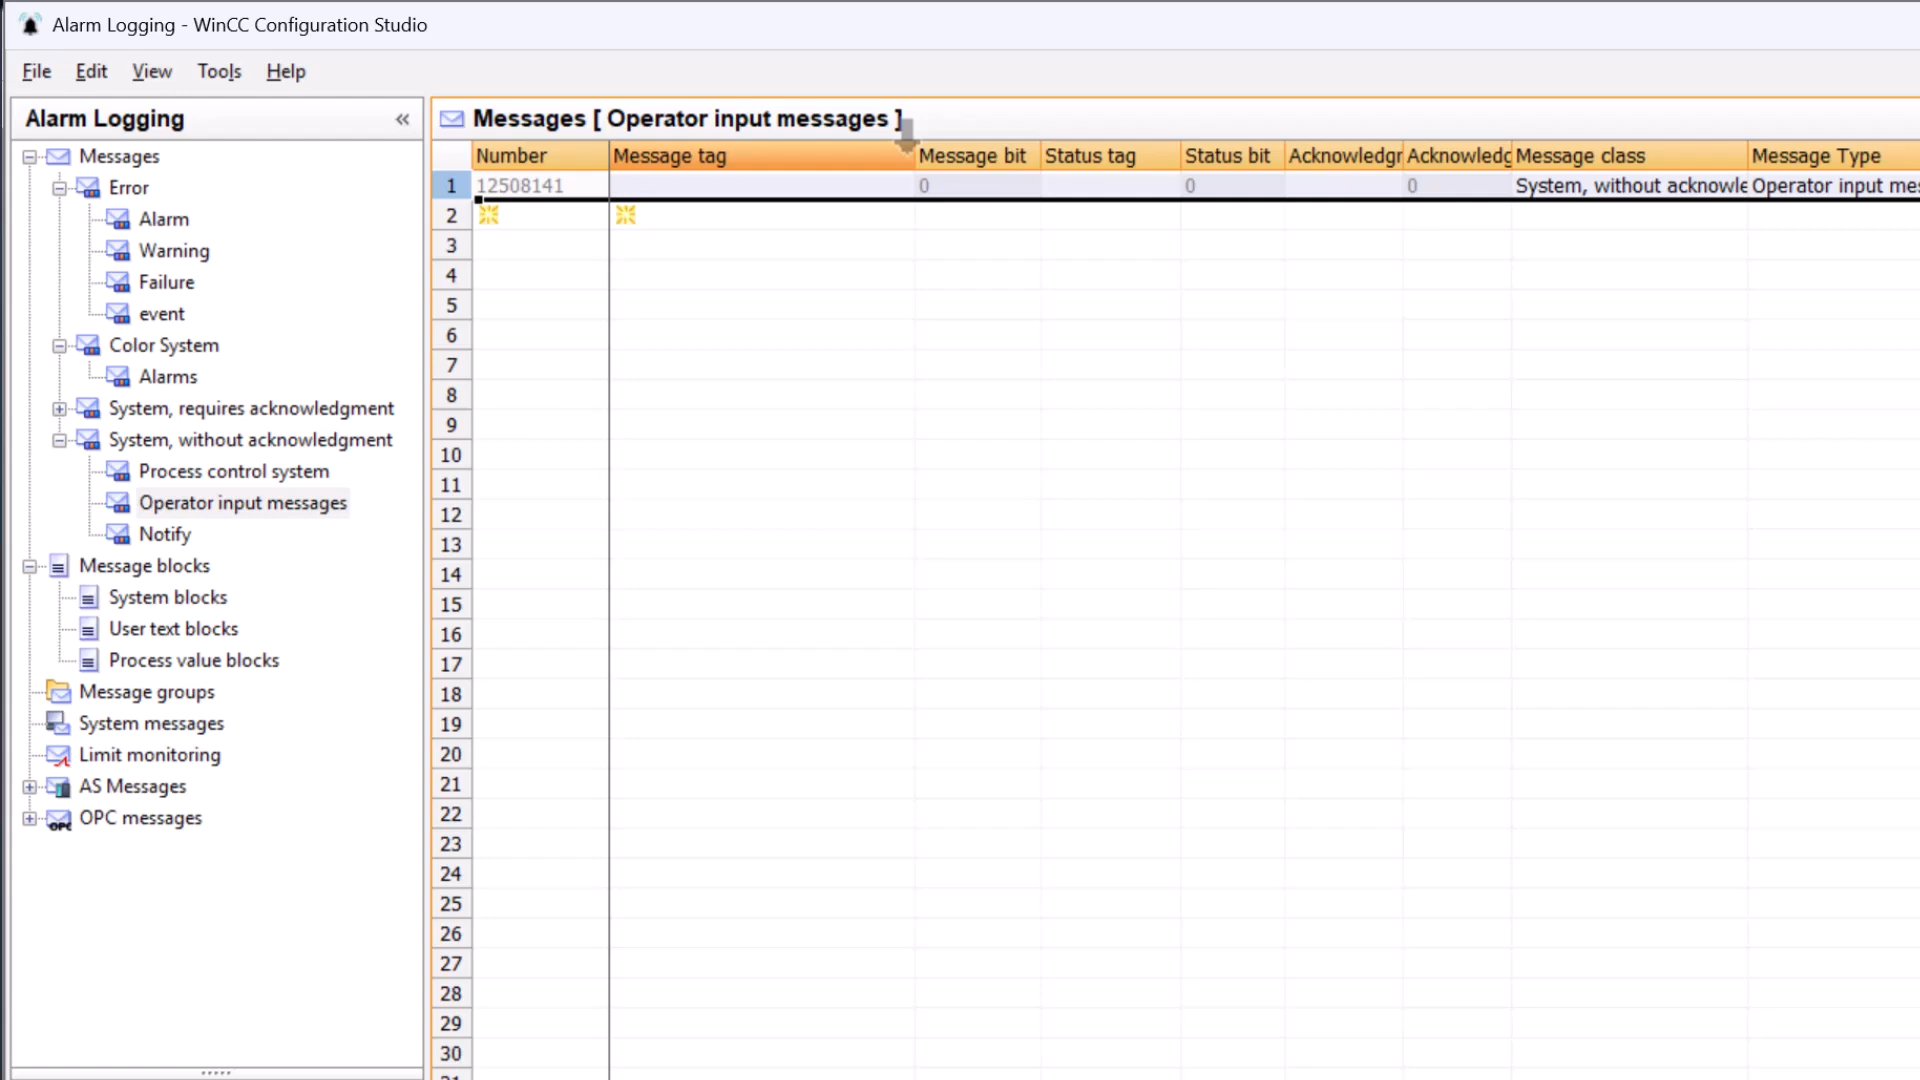 Alarm Logging - WinCC Configuration Studio
File Edit View Tools Help
Alarm Logging «
Messages
Error
Alarm
Warning
Failure
event
Color System
Alarms
System, requires acknowledgment
System, without acknowledgment
Process control system
Operator input messages
Notify
Message blocks
System blocks
User text blocks
Process value blocks
Message groups
System messages
Limit monitoring
AS Messages
OPC messages
Messages [ Operator input messages ]
Number Message tag Message bit Status tag Status bit Acknowledgr Acknowledg Message class Message Type
1 12508141 0 0 0 System, without acknowle Operator input mes
2
3
4
5
6
7
8
9
10
11
12
13
14
15
16
17
18
19
20
21
22
23
24
25
26
27
28
29
30